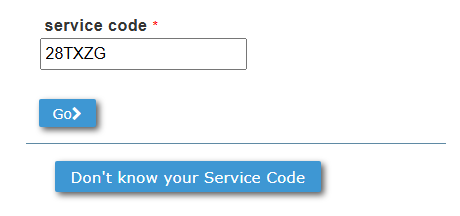 service code *
28TXZG
Go
Don't know your Service Code